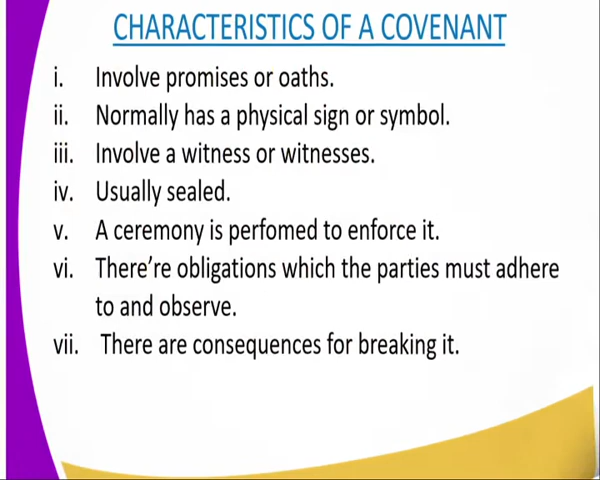 CHARACTERISTICS OF A COVENANT
i. Involve promises or oaths.
ii. Normally has a physical sign or symbol.
iii. Involve a witness or witnesses.
iv. Usually sealed.
v. A ceremony is perfomed to enforce it.
vi. There’re obligations which the parties must adhere
to and observe.
vii. There are consequences for breaking it.